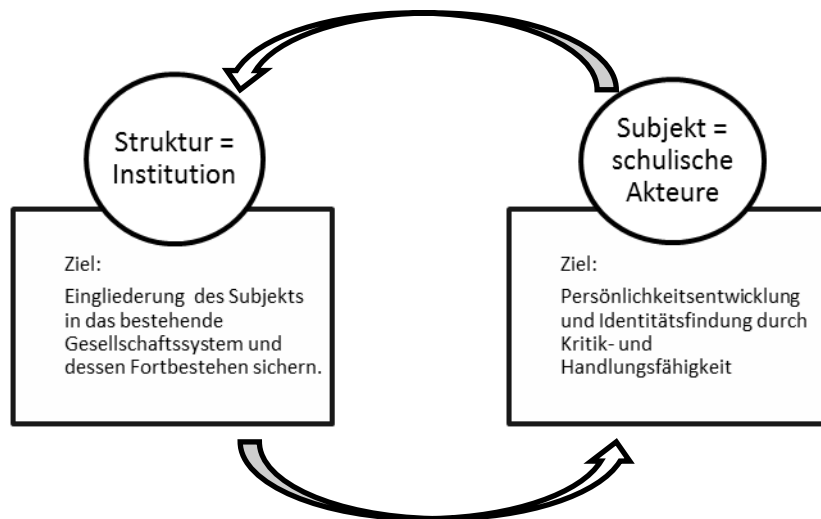 Struktur =
Institution
Ziel:
Eingliederung des Subjekts
in das bestehende
Gesellschaftssystem und
dessen Fortbestehen sichern.
Subjekt =
schulische
Akteure
Ziel:
Persönlichkeitsentwicklung
und Identitätsfindung durch
Kritik- und
Handlungsfähigkeit